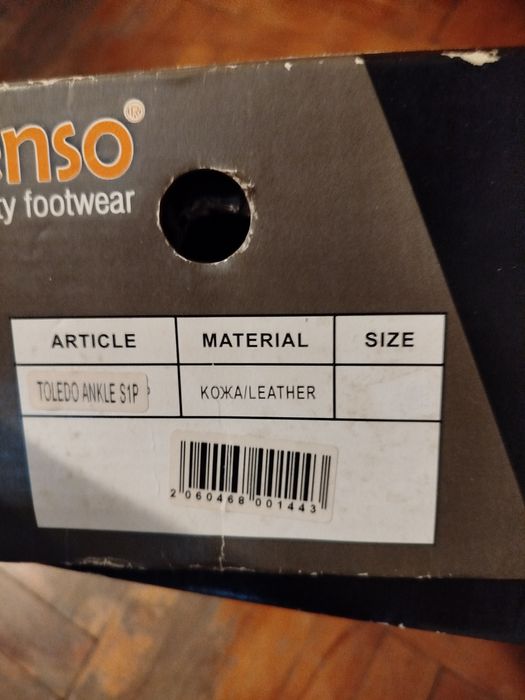 enso®
ty footwear
ARTICLE MATERIAL SIZE
TOLEDO ANKLE S1P КОЖА/LEATHER
2 060468 001443